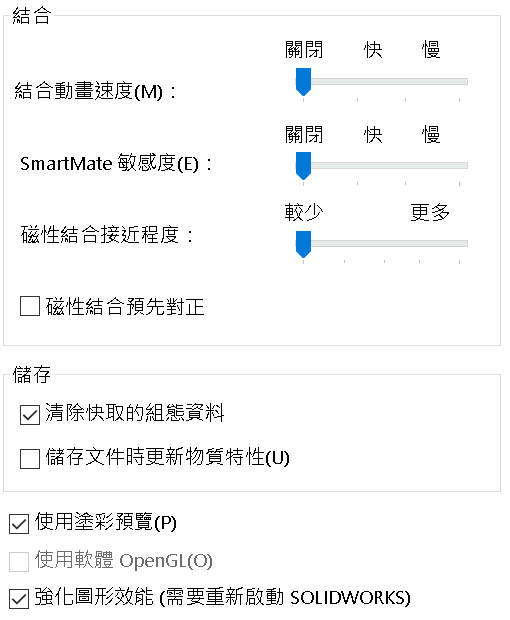 結合
關閉 快 慢
結合動畫速度(M)：
關閉 快 慢
SmartMate 敏感度(E)：
較少 更多
磁性結合接近程度：
磁性結合預先對正
儲存
清除快取的組態資料
儲存文件時更新物質特性(U)
使用塗彩預覽(P)
使用軟體 OpenGL(O)
強化圖形效能 (需要重新啟動 SOLIDWORKS)